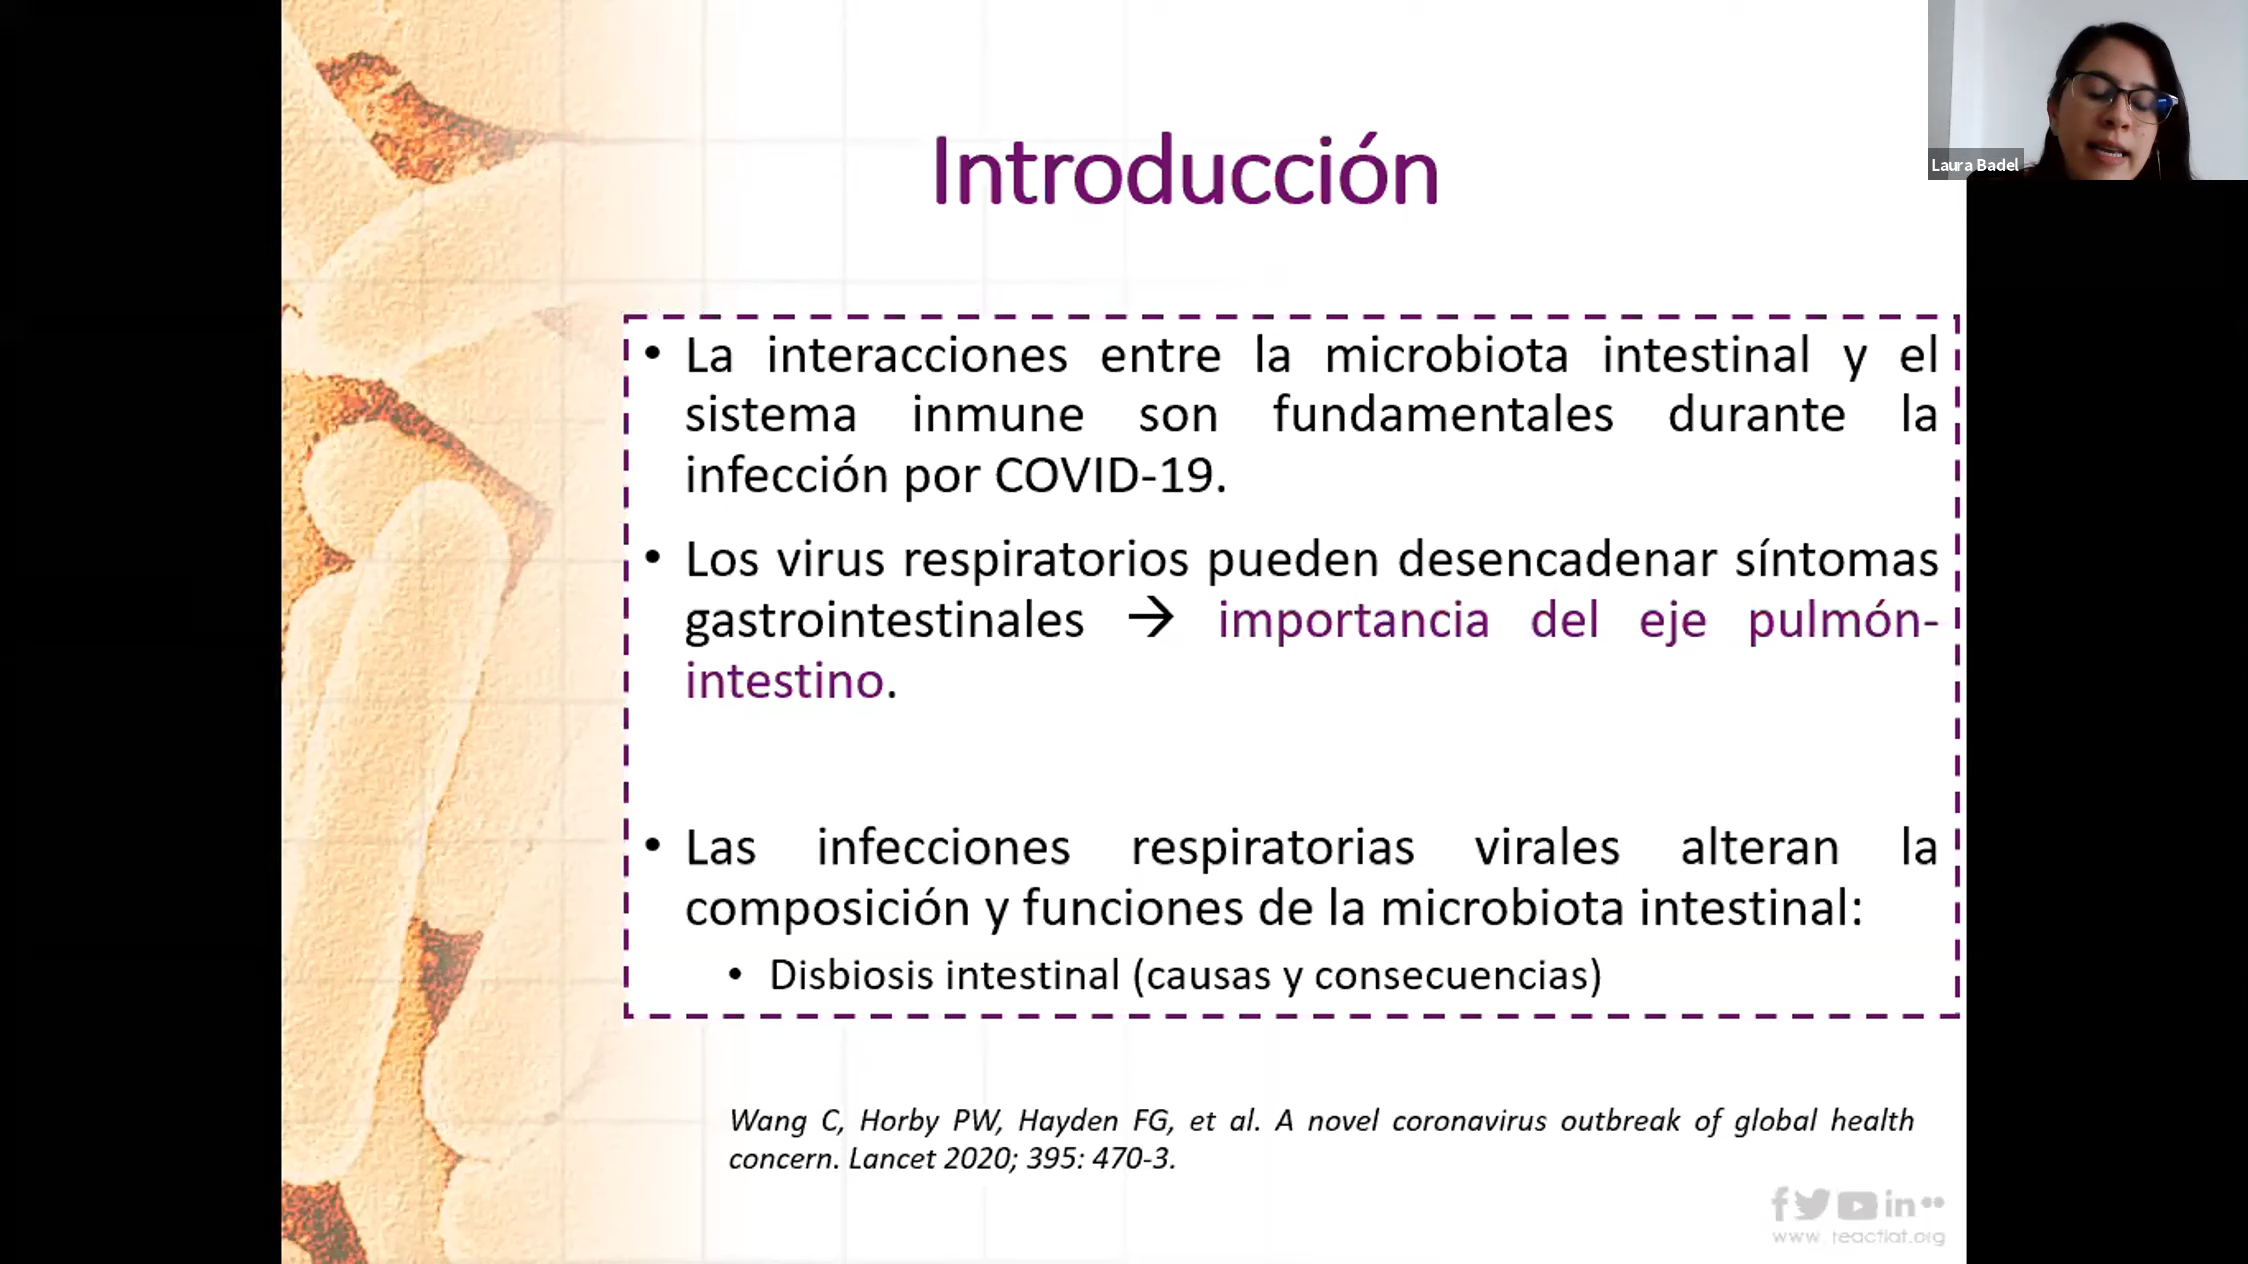 Introducción
Laura Badel
• La interacciones entre la microbiota intestinal y el
sistema inmune son fundamentales durante la
infección por COVID-19.
• Los virus respiratorios pueden desencadenar síntomas
gastrointestinales → importancia del eje pulmón-
intestino.
• Las infecciones respiratorias virales alteran la
composición y funciones de la microbiota intestinal:
• Disbiosis intestinal (causas y consecuencias)
Wang C, Horby PW, Hayden FG, et al. A novel coronavirus outbreak of global health
concern. Lancet 2020; 395: 470-3.
www.reactlat.org